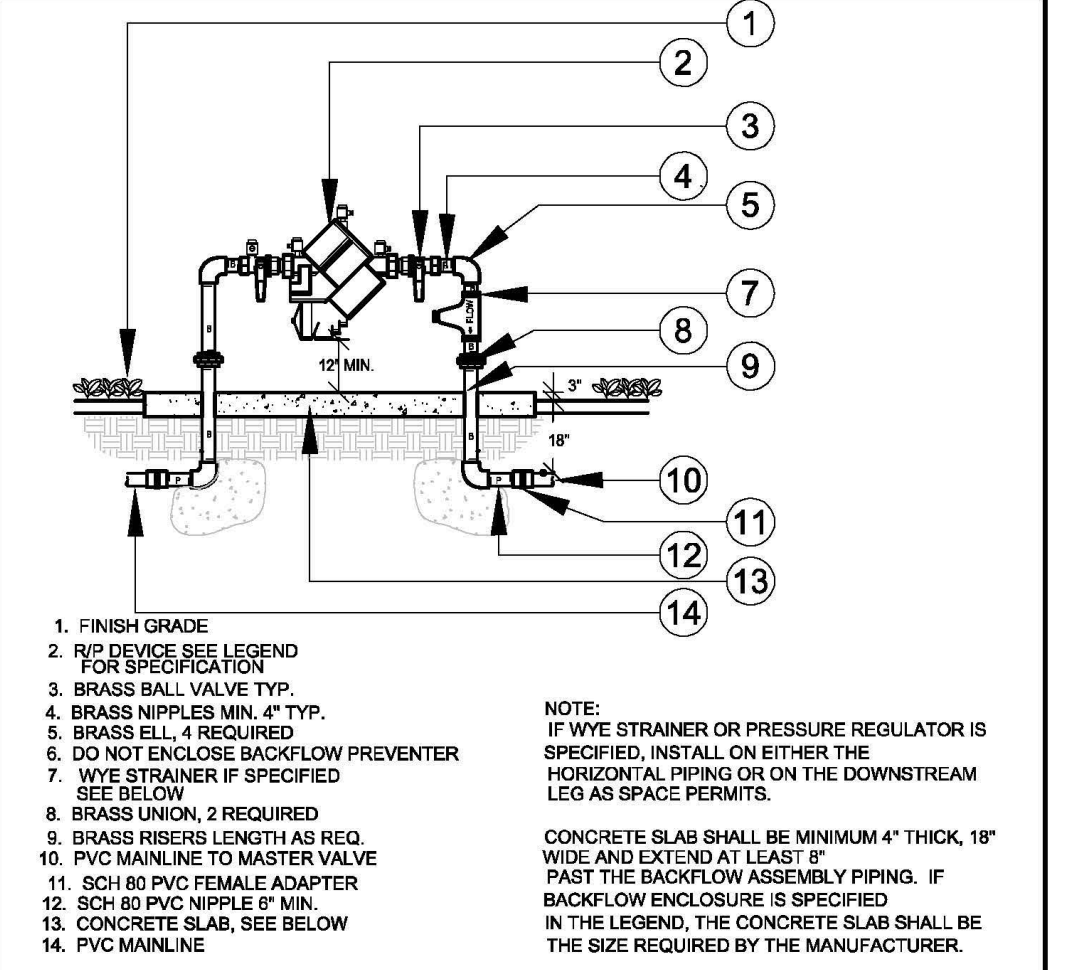 1
2
3
4
5
7
8
9
10
11
12
13
14
B
B
B
B
B
B
B
B
P
P
← FLOW
12" MIN.
3"
18"
1. FINISH GRADE
2. R/P DEVICE SEE LEGEND
FOR SPECIFICATION
3. BRASS BALL VALVE TYP.
4. BRASS NIPPLES MIN. 4" TYP.
5. BRASS ELL, 4 REQUIRED
6. DO NOT ENCLOSE BACKFLOW PREVENTER
7. WYE STRAINER IF SPECIFIED
SEE BELOW
8. BRASS UNION, 2 REQUIRED
9. BRASS RISERS LENGTH AS REQ.
10. PVC MAINLINE TO MASTER VALVE
11. SCH 80 PVC FEMALE ADAPTER
12. SCH 80 PVC NIPPLE 6" MIN.
13. CONCRETE SLAB, SEE BELOW
14. PVC MAINLINE
NOTE:
IF WYE STRAINER OR PRESSURE REGULATOR IS
SPECIFIED, INSTALL ON EITHER THE
HORIZONTAL PIPING OR ON THE DOWNSTREAM
LEG AS SPACE PERMITS.
CONCRETE SLAB SHALL BE MINIMUM 4" THICK, 18"
WIDE AND EXTEND AT LEAST 8"
PAST THE BACKFLOW ASSEMBLY PIPING. IF
BACKFLOW ENCLOSURE IS SPECIFIED
IN THE LEGEND, THE CONCRETE SLAB SHALL BE
THE SIZE REQUIRED BY THE MANUFACTURER.